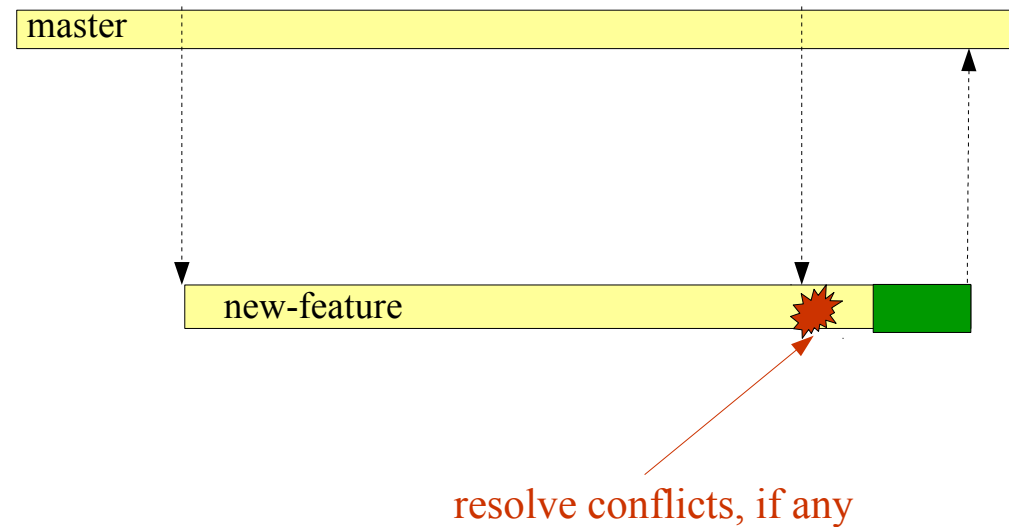 master
new-feature
resolve conflicts, if any